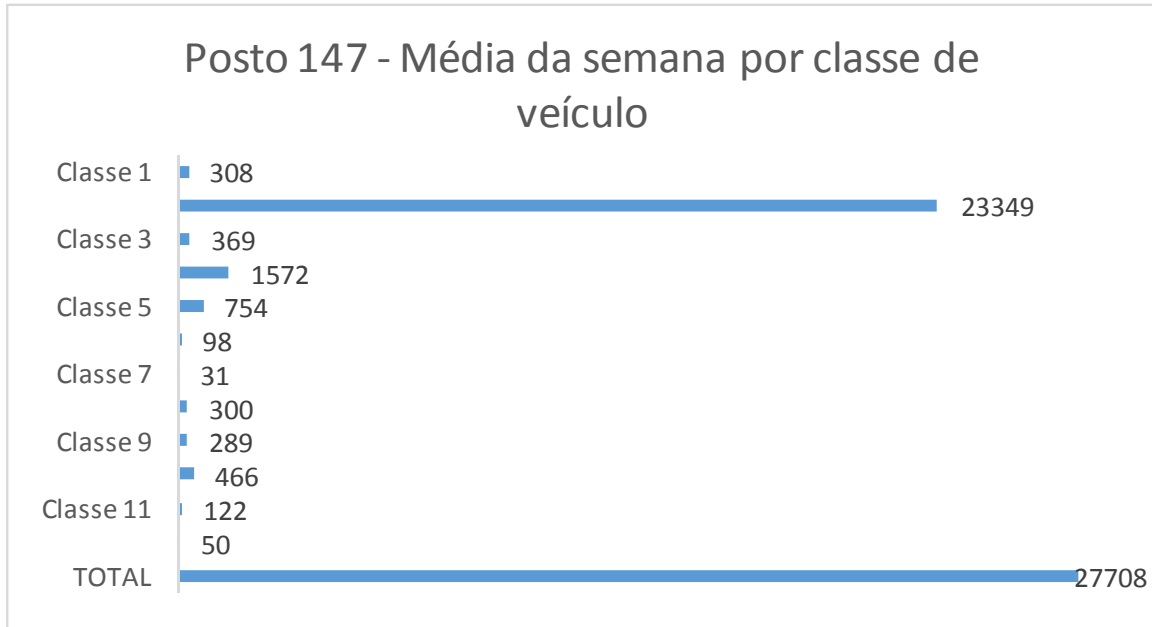 Posto 147 - Média da semana por classe de
veículo
Classe 1 308
23349
Classe 3 369
1572
Classe 5 754
98
Classe 7 31
300
Classe 9 289
466
Classe 11 122
50
TOTAL 27708